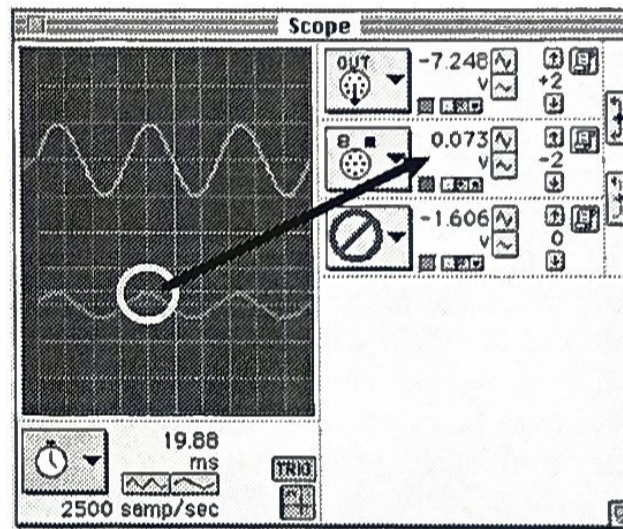 Scope
OUT
-7.248
V
+2
8
0.073
V
-2
-1.606
V
0
19.88
ms
TRIG
2500 samp/sec